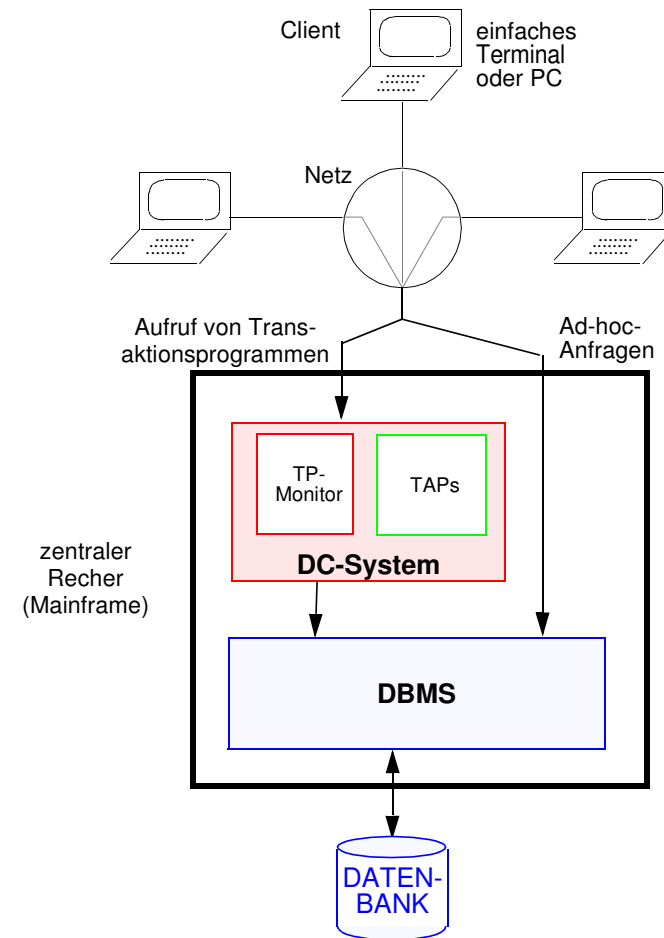 Client
einfaches
Terminal
oder PC
Netz
Aufruf von Trans-
aktionsprogrammen
Ad-hoc-
Anfragen
TP-
Monitor
TAPs
DC-System
zentraler
Recher
(Mainframe)
DBMS
DATEN-
BANK